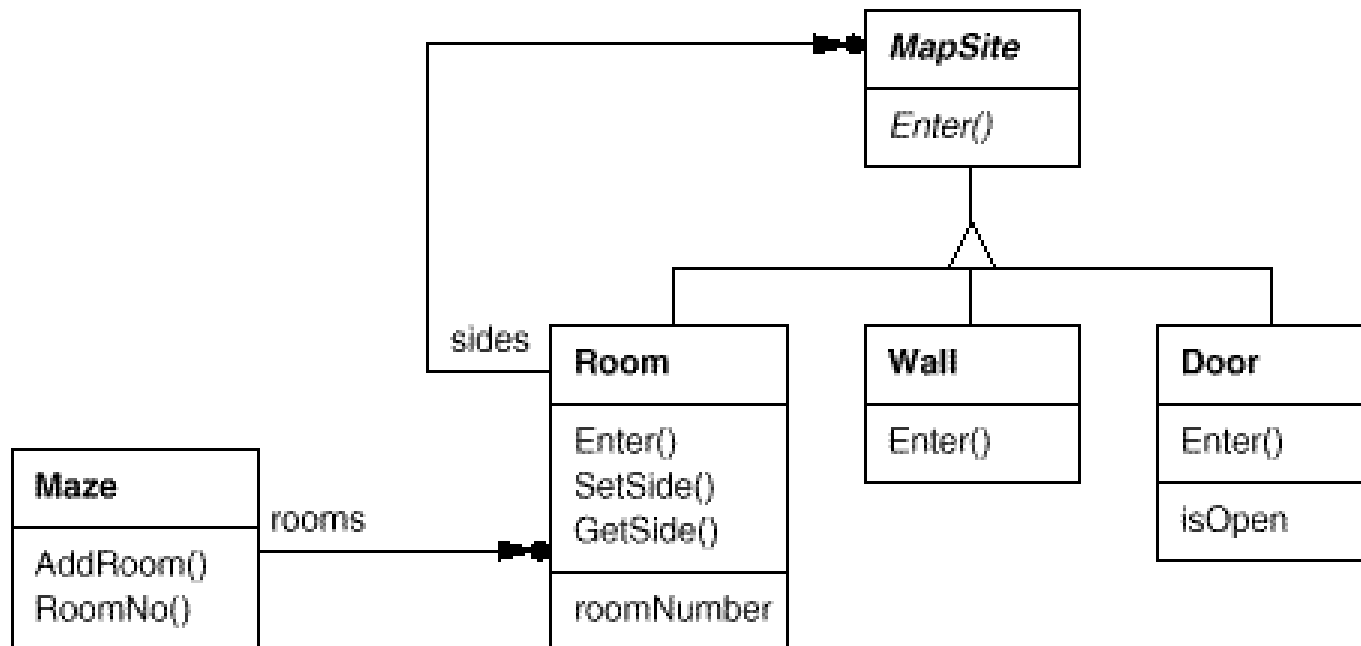 MapSite
Enter()
sides
Room
Enter()
SetSide()
GetSide()
roomNumber
Wall
Enter()
Door
Enter()
isOpen
Maze
AddRoom()
RoomNo()
rooms